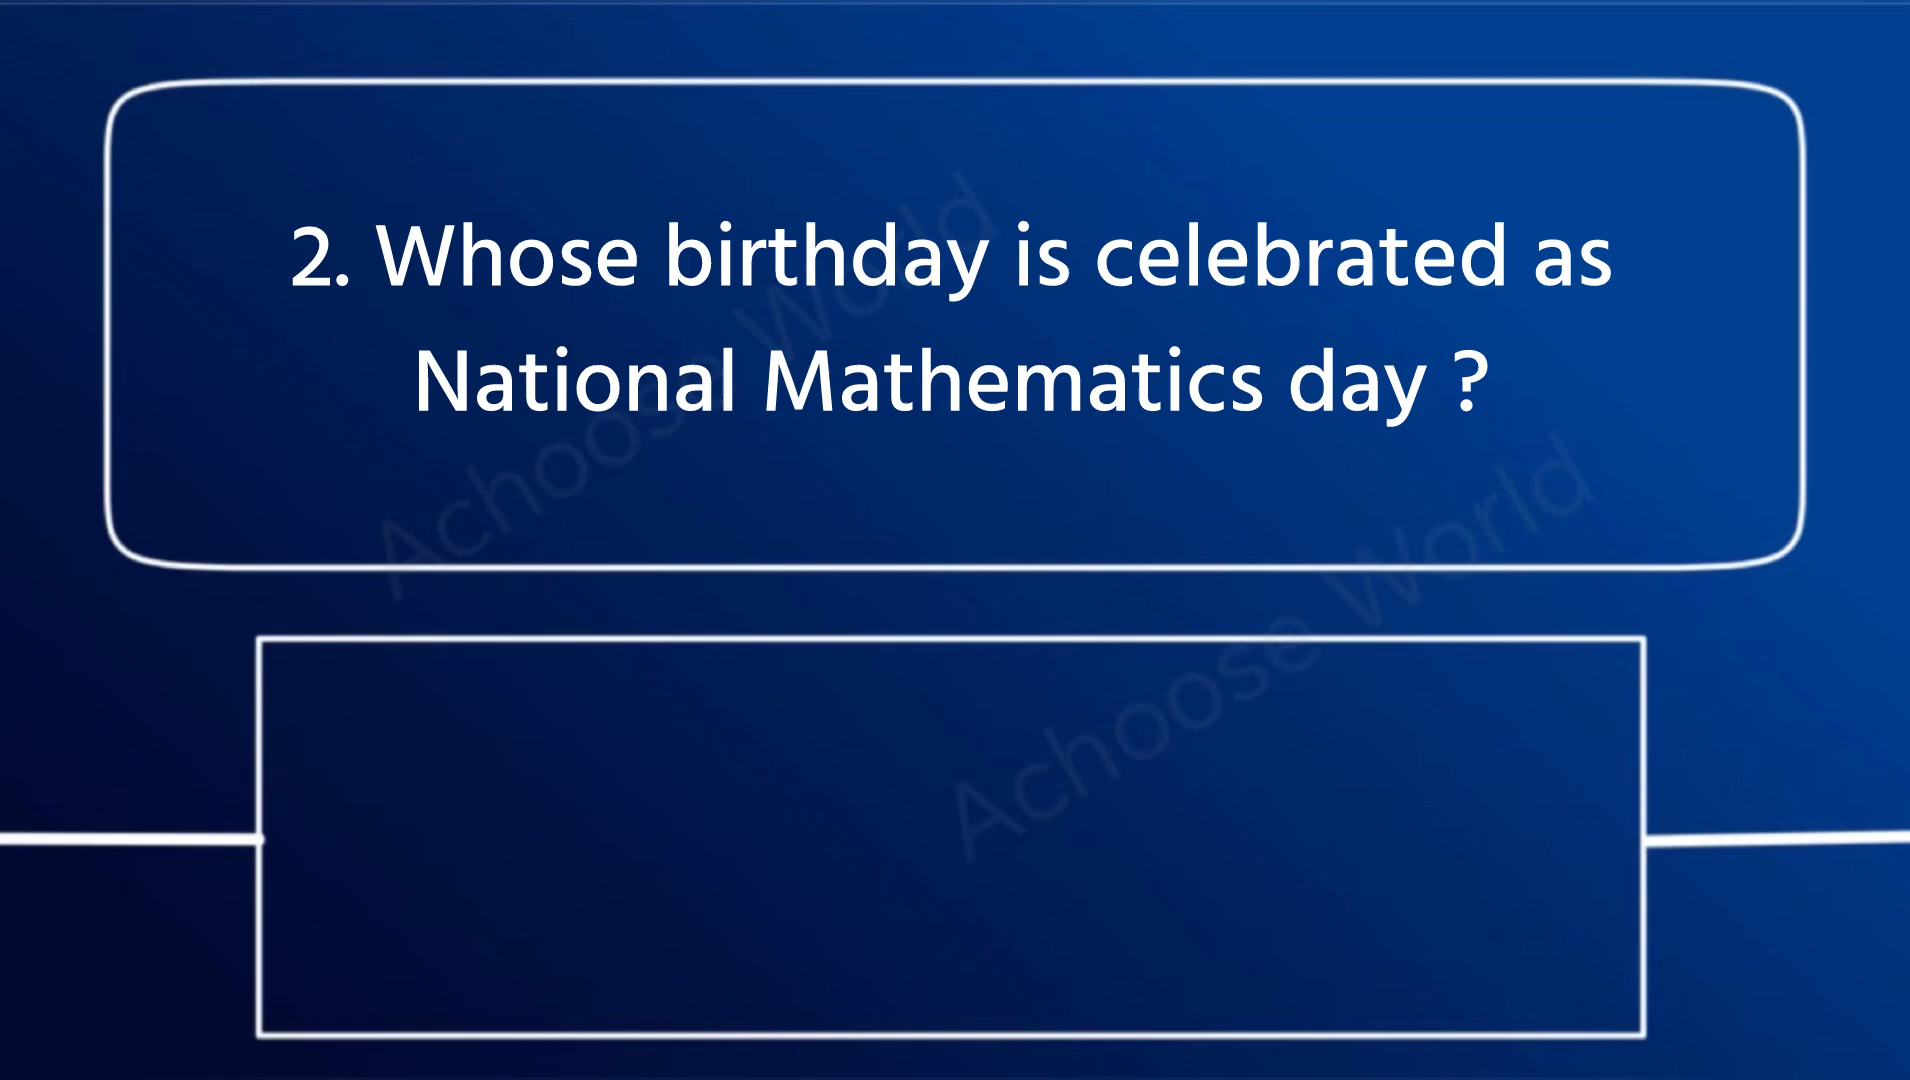 2. Whose birthday is celebrated as
National Mathematics day ?
Achoose World
Achoose World